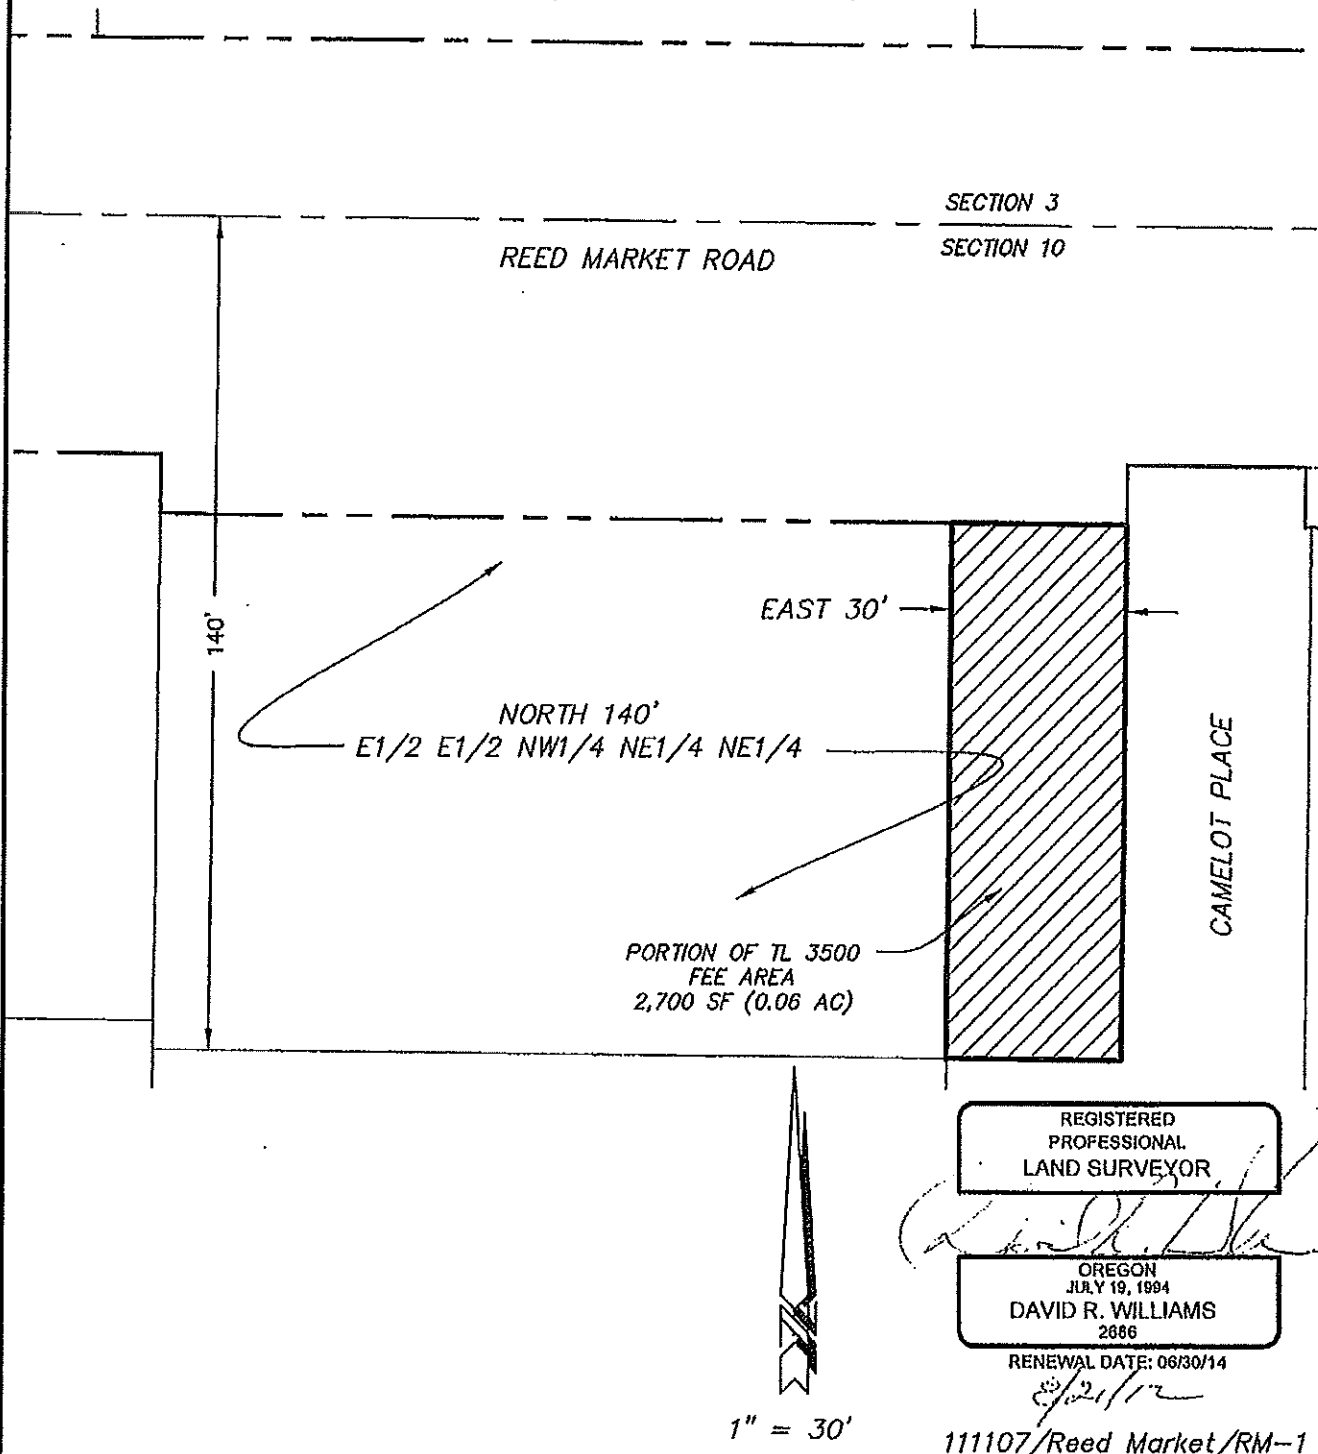 SECTION 3
SECTION 10
REED MARKET ROAD
140'
EAST 30'
NORTH 140'
E1/2 E1/2 NW1/4 NE1/4 NE1/4
CAMELOT PLACE
PORTION OF TL 3500
FEE AREA
2,700 SF (0.06 AC)
REGISTERED
PROFESSIONAL
LAND SURVEYOR
OREGON
JULY 19, 1994
DAVID R. WILLIAMS
2686
RENEWAL DATE: 06/30/14
8/21/12
1" = 30'
111107/Reed Market/RM-1